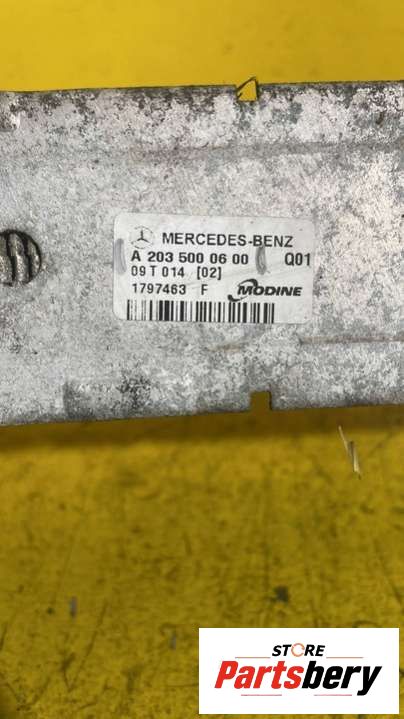 MERCEDES-BENZ
A 203 500 06 00 Q01
09 T 014 [02]
1797463 F MODINE
STORE
Partsbery